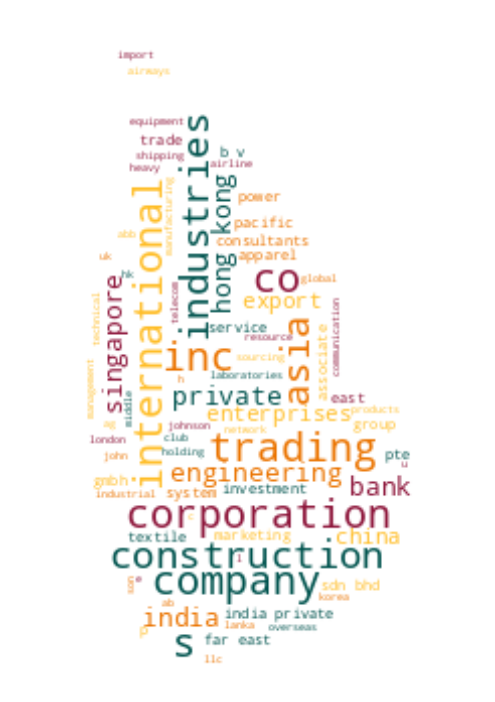 import
airways
equipment
trade
shipping
heavy
industries
b v
airline
international
manufacturing
hong kong
power
pacific
consultants
apparel
abb
uk
hk
co
global
telecom
export
singapore
technical
service
resource
asia
associate
communication
inc
sourcing
laboratories
h
private
east
management
middle
enterprises
products
ag
johnson
network
group
london
club
trading
john
holding
pte
u
engineering
gmbh
bank
industrial
system
investment
corporation
c
textile
marketing
china
construction
l
company
son
e
sdn bhd
korea
ab
india
india private
p
lanka
overseas
s
far east
llc